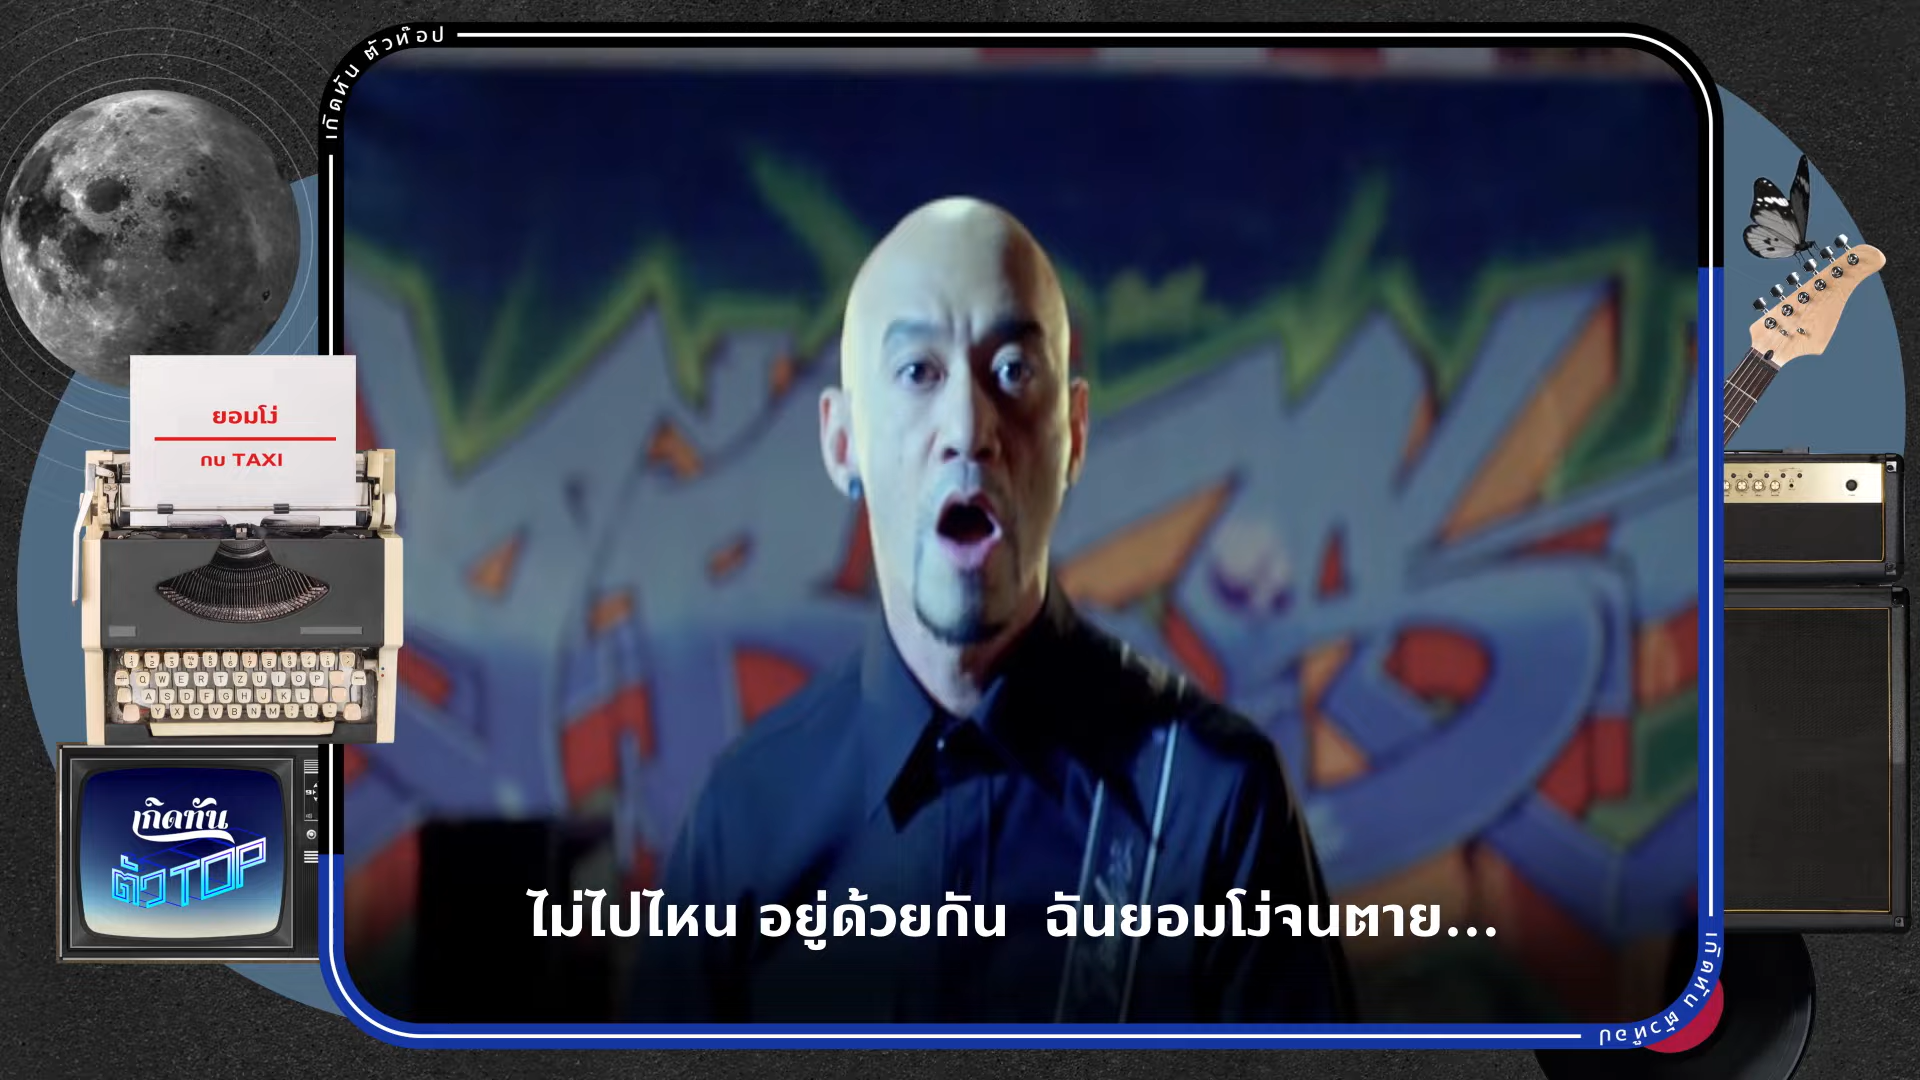 เกิดทัน ตัวท็อป
ยอมโง่
กบ TAXI
เกิดทัน
ตัวTOP
ไม่ไปไหน อยู่ด้วยกัน ฉันยอมโง่จนตาย...
เกิดทัน ตัวท็อป
Q W E R T Z U I O P
A S D F G H J K L
Y X C V B N M